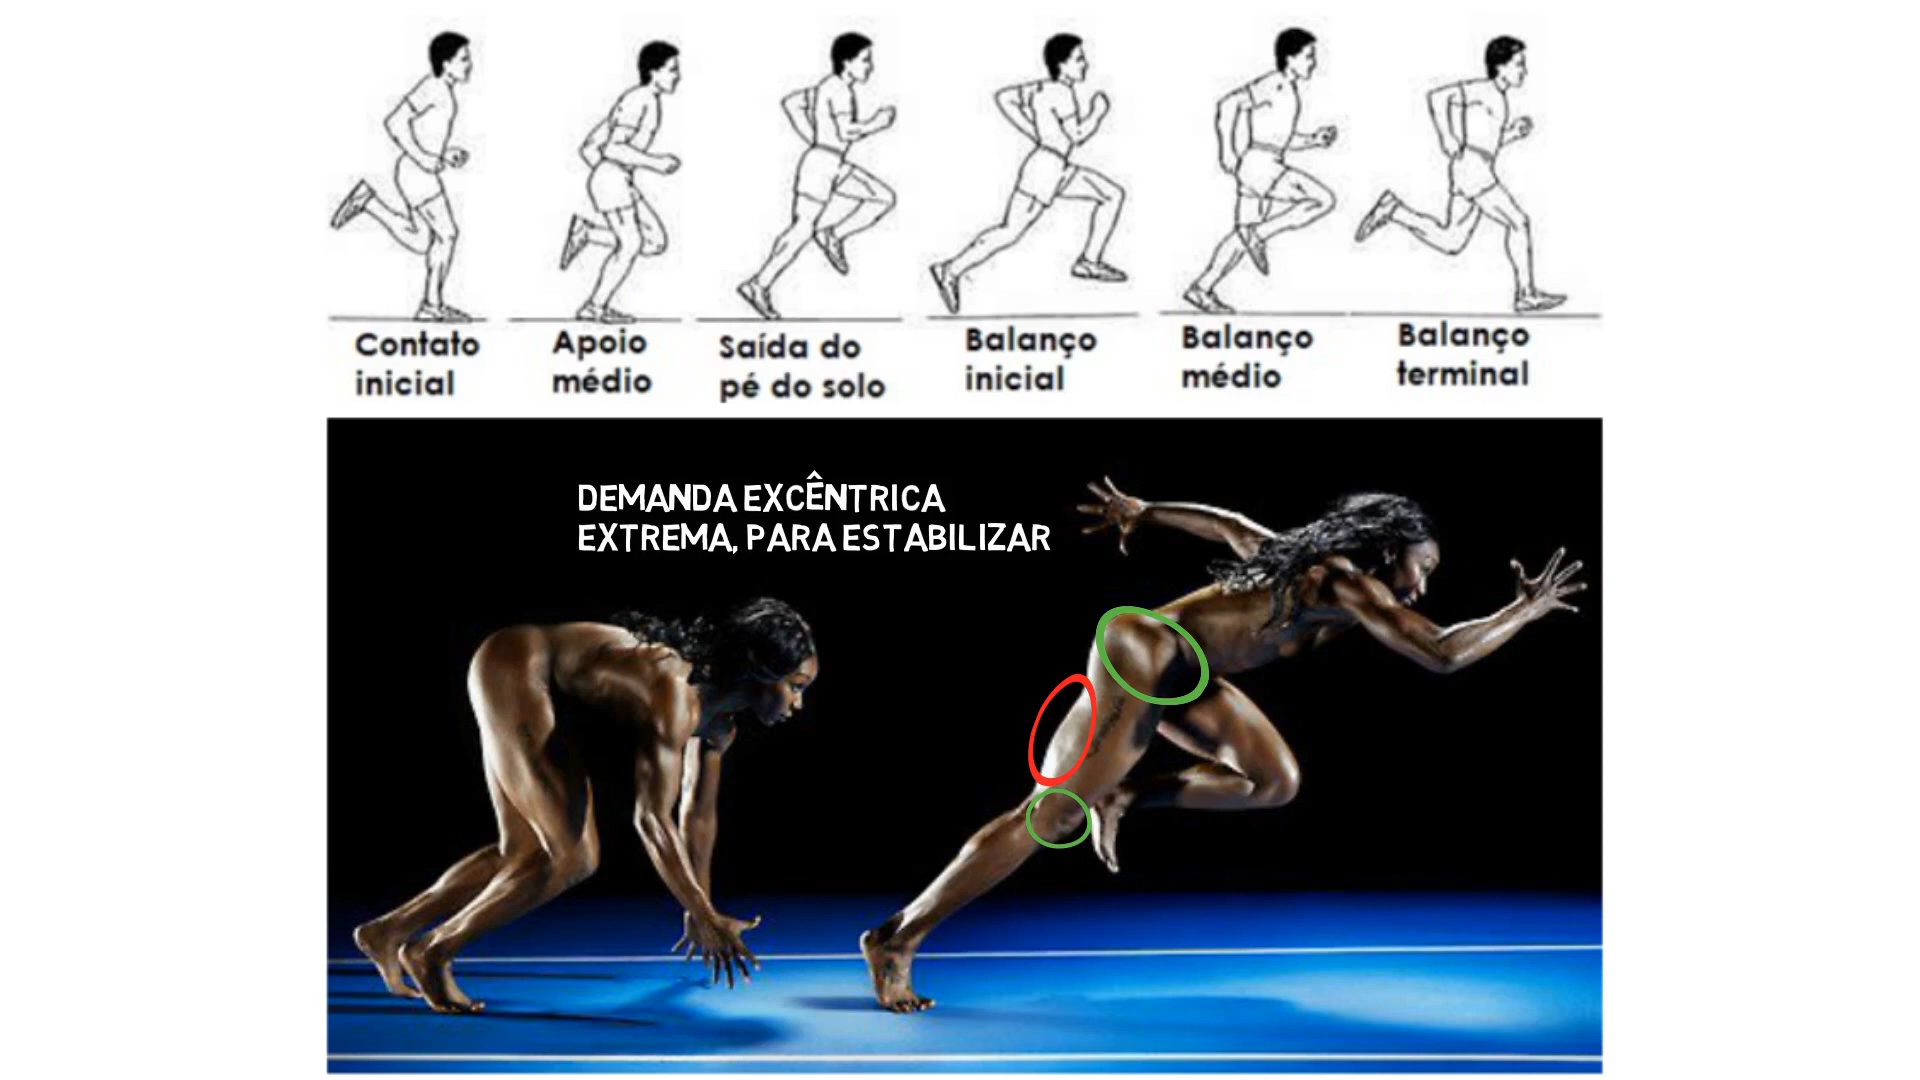 Contato
inicial
Apoio
médio
Saída do
pé do solo
Balanço
inicial
Balanço
médio
Balanço
terminal
DEMANDA EXCÊNTRICA
EXTREMA, PARA ESTABILIZAR